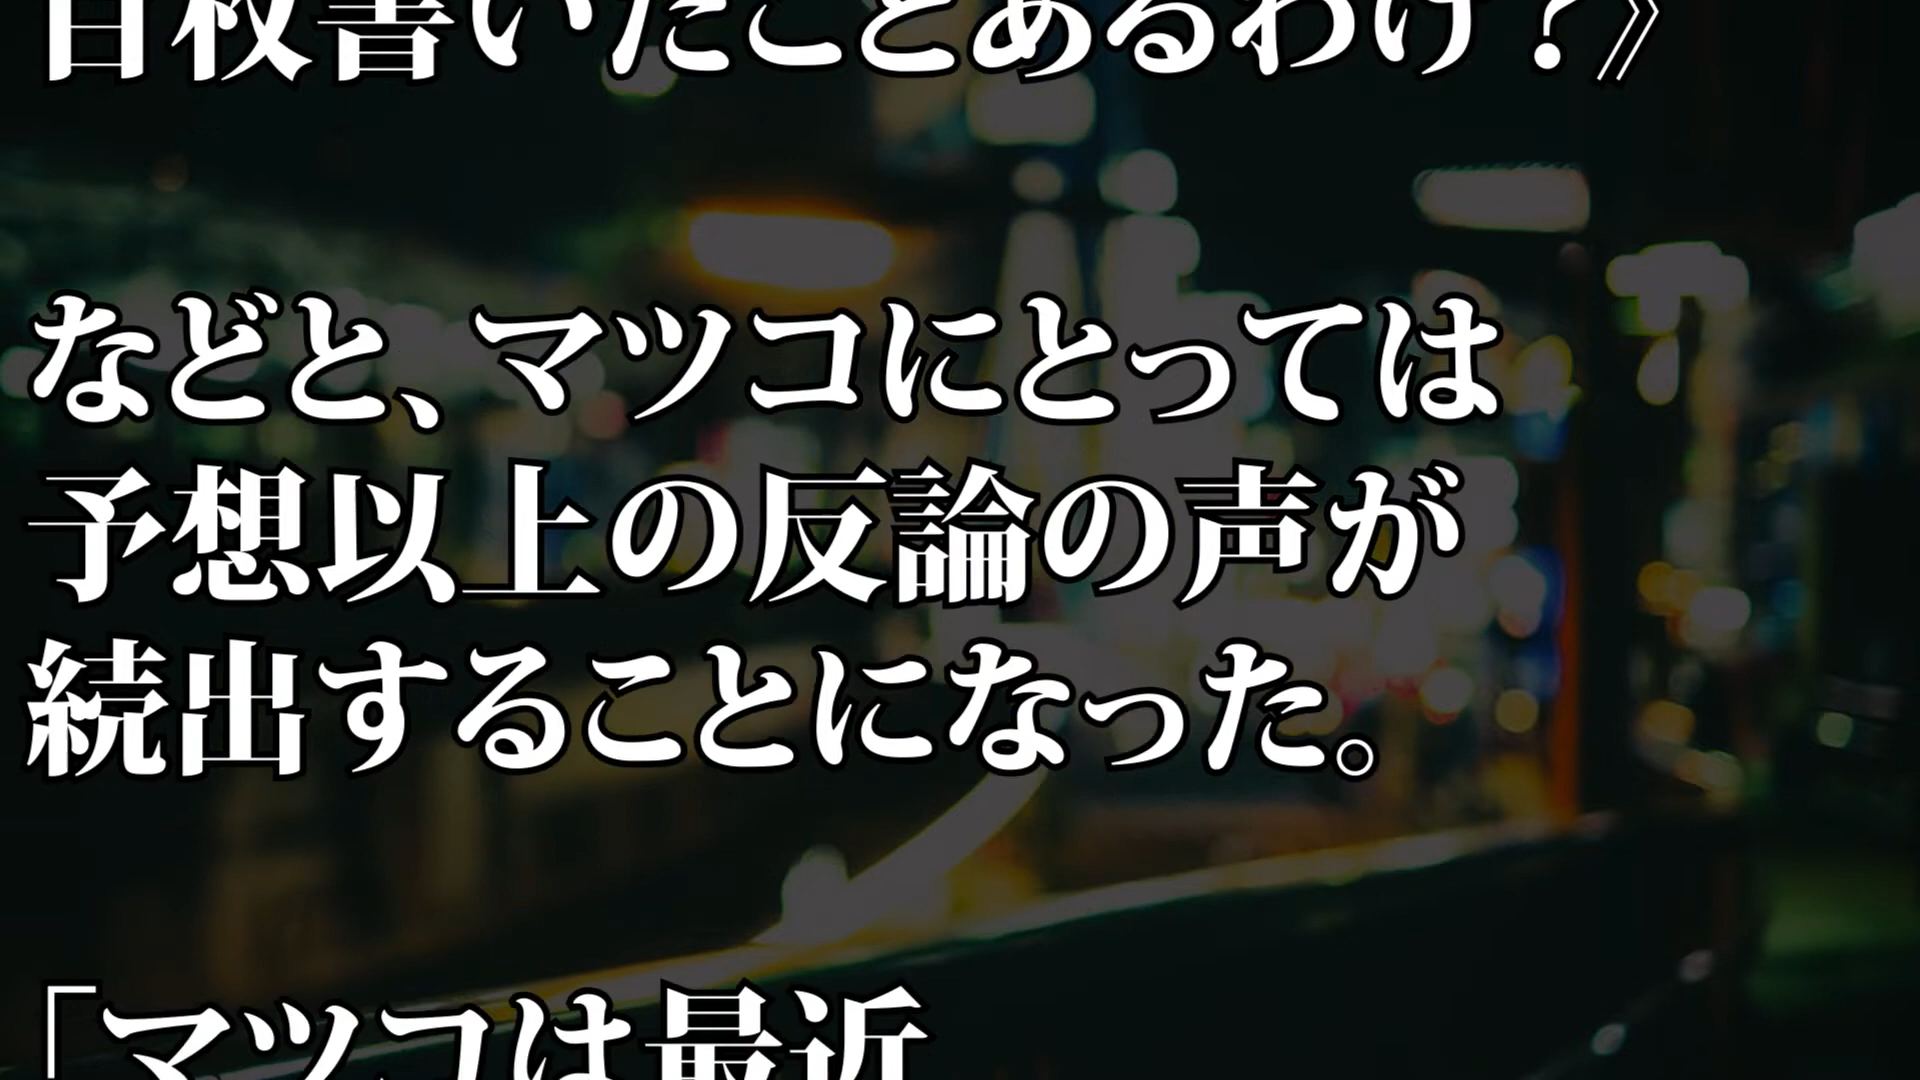 百枚書いたことあるわけ？》
などと、マツコにとっては
予想以上の反論の声が
続出することになった。
「マツコは最近